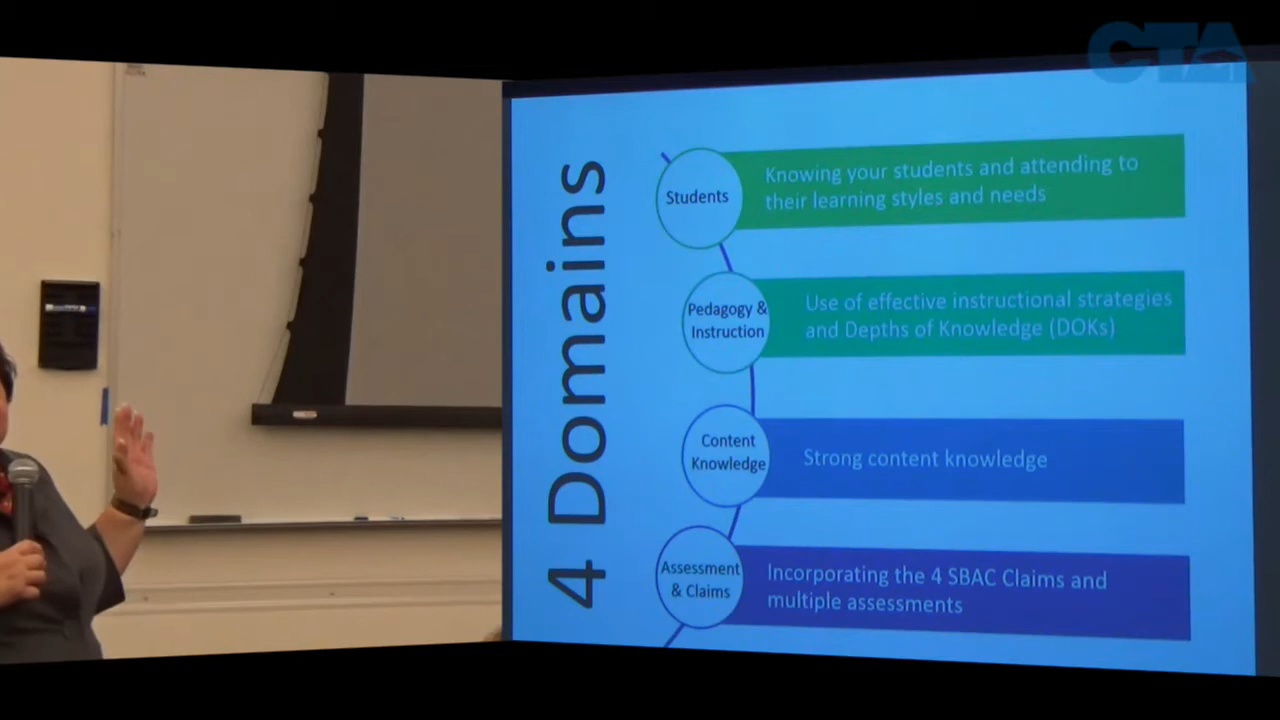 CTA
4 Domains
Students
Knowing your students and attending to
their learning styles and needs
Pedagogy &
Instruction
Use of effective instructional strategies
and Depths of Knowledge (DOKs)
Content
Knowledge
Strong content knowledge
Assessment
& Claims
Incorporating the 4 SBAC Claims and
multiple assessments